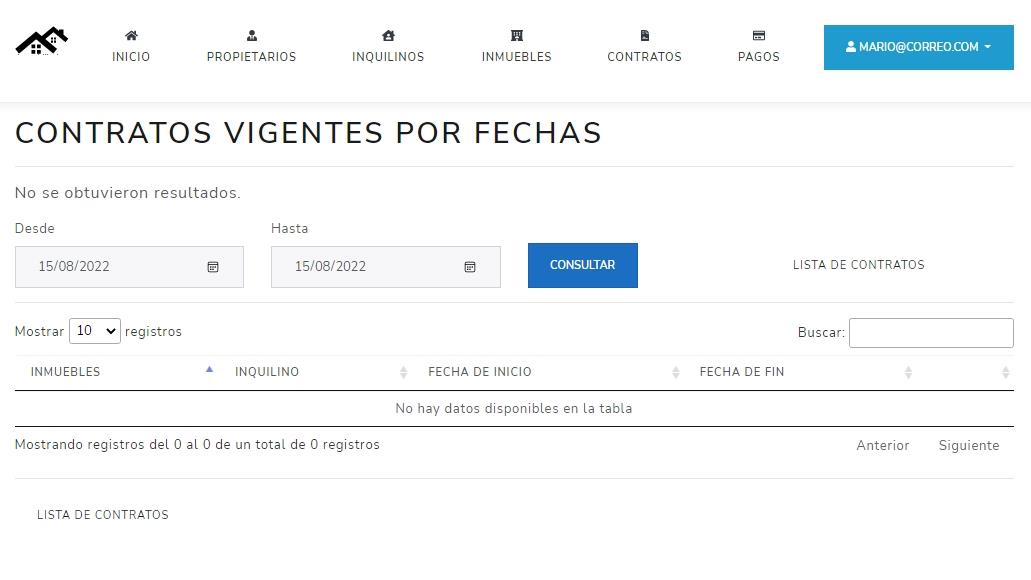 INICIO PROPIETARIOS INQUILINOS INMUEBLES CONTRATOS PAGOS MARIO@CORREO.COM
CONTRATOS VIGENTES POR FECHAS
No se obtuvieron resultados.
Desde Hasta
15/08/2022 15/08/2022 CONSULTAR LISTA DE CONTRATOS
Mostrar 10 registros Buscar:
INMUEBLES INQUILINO FECHA DE INICIO FECHA DE FIN
No hay datos disponibles en la tabla
Mostrando registros del 0 al 0 de un total de 0 registros Anterior Siguiente
LISTA DE CONTRATOS